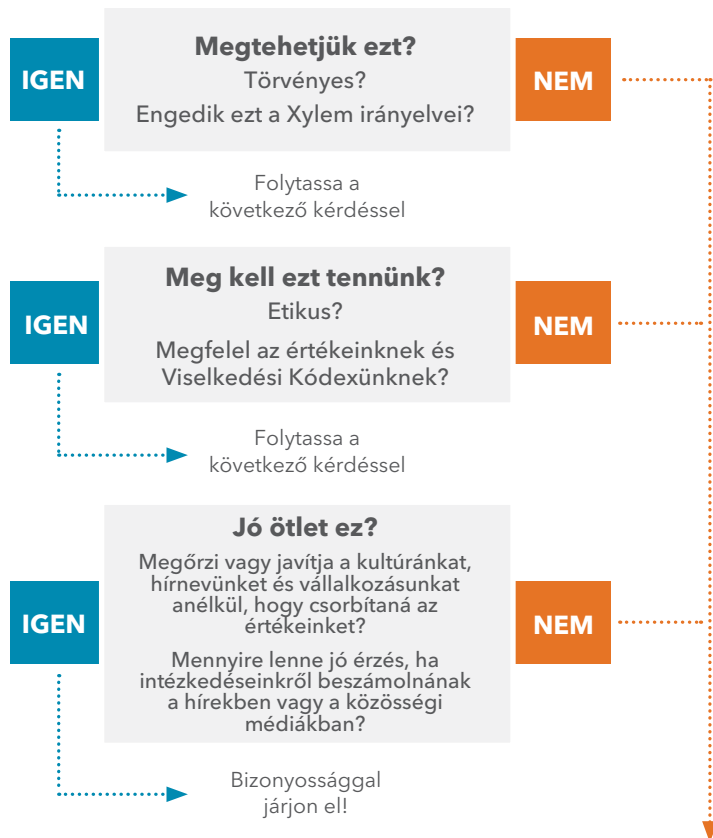 Megtehetjük ezt?
IGEN
Törvényes?
NEM
Engedik ezt a Xylem irányelvei?
Folytassa a
következő kérdéssel
Meg kell ezt tennünk?
Etikus?
IGEN
NEM
Megfelel az értékeinknek és
Viselkedési Kódexünknek?
Folytassa a
következő kérdéssel
Jó ötlet ez?
Megőrzi vagy javítja a kultúránkat,
hírnevünket és vállalkozásunkat
anélkül, hogy csorbítaná az
értékeinket?
IGEN
NEM
Mennyire lenne jó érzés, ha
intézkedéseinkről beszámolnának
a hírekben vagy a közösségi
médiákban?
Bizonyossággal
járjon el!